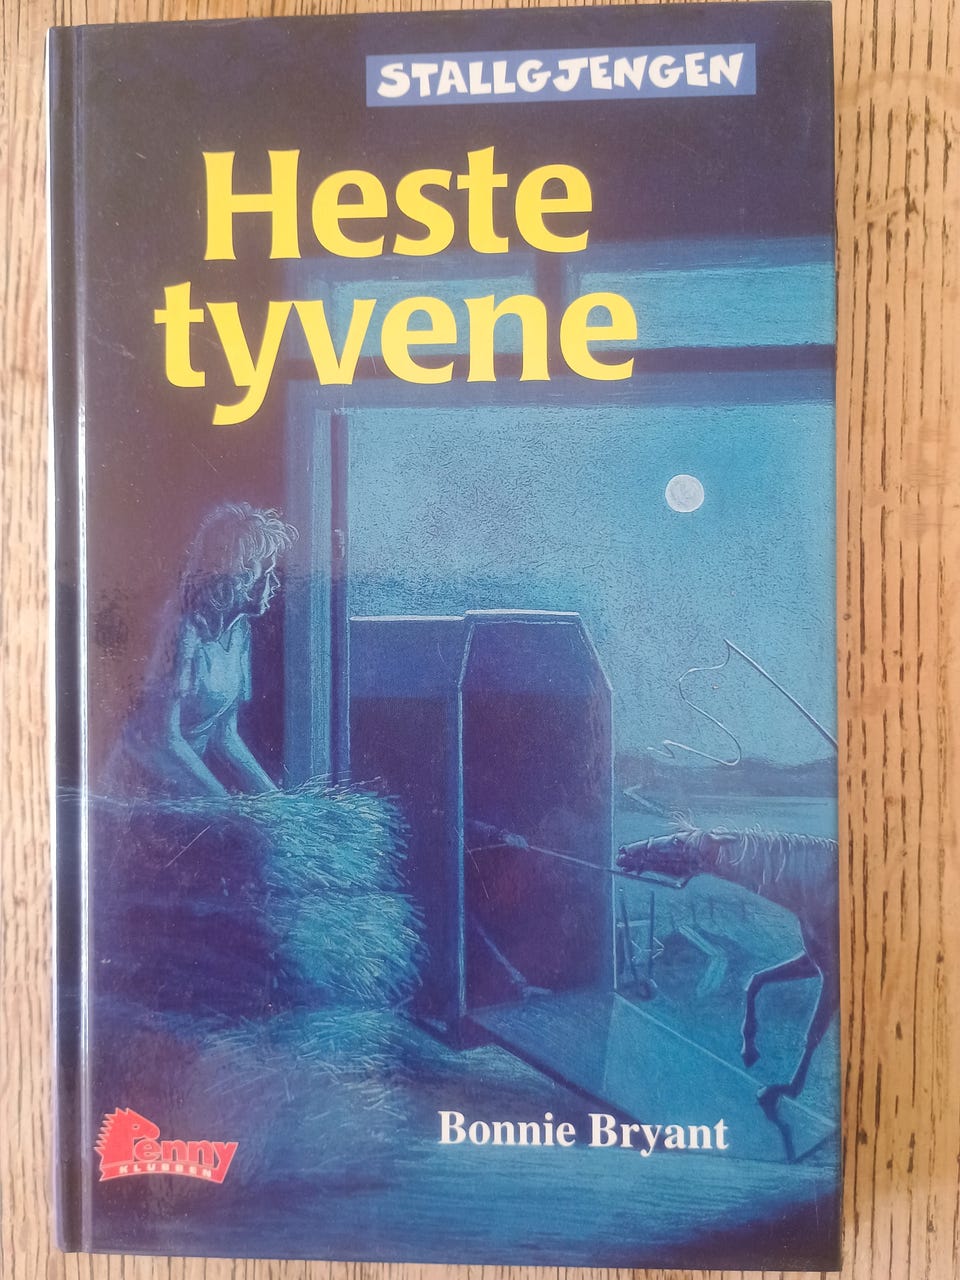 STALLGJENGEN
Heste
tyvene
Bonnie Bryant
Penny
KLUBBEN